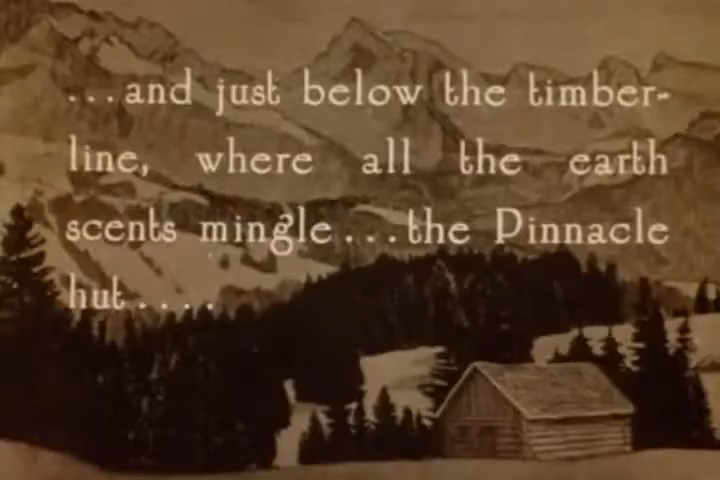 ...and just below the timber-
line, where all the earth
scents mingle...the Pinnacle
hut....